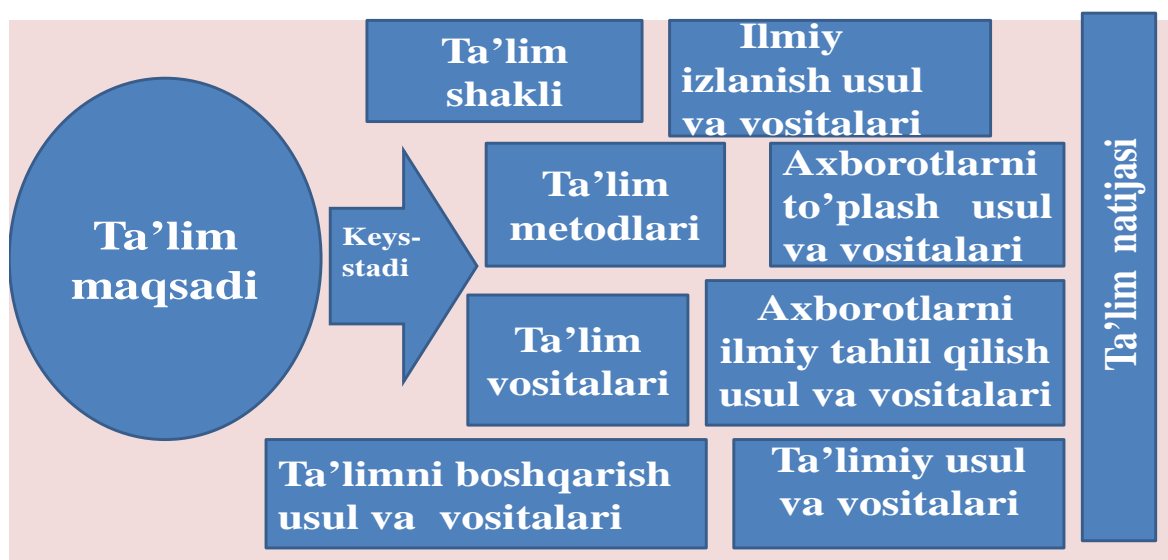 Ta’lim
maqsadi
Keys-
stadi
Ta’lim
shakli
Ilmiy
izlanish usul
va vositalari
Ta’lim
metodlari
Axborotlarni
to’plash usul
va vositalari
Ta’lim
vositalari
Axborotlarni
ilmiy tahlil qilish
usul va vositalari
Ta’limni boshqarish
usul va vositalari
Ta’limiy usul
va vositalari
Ta’lim natijasi